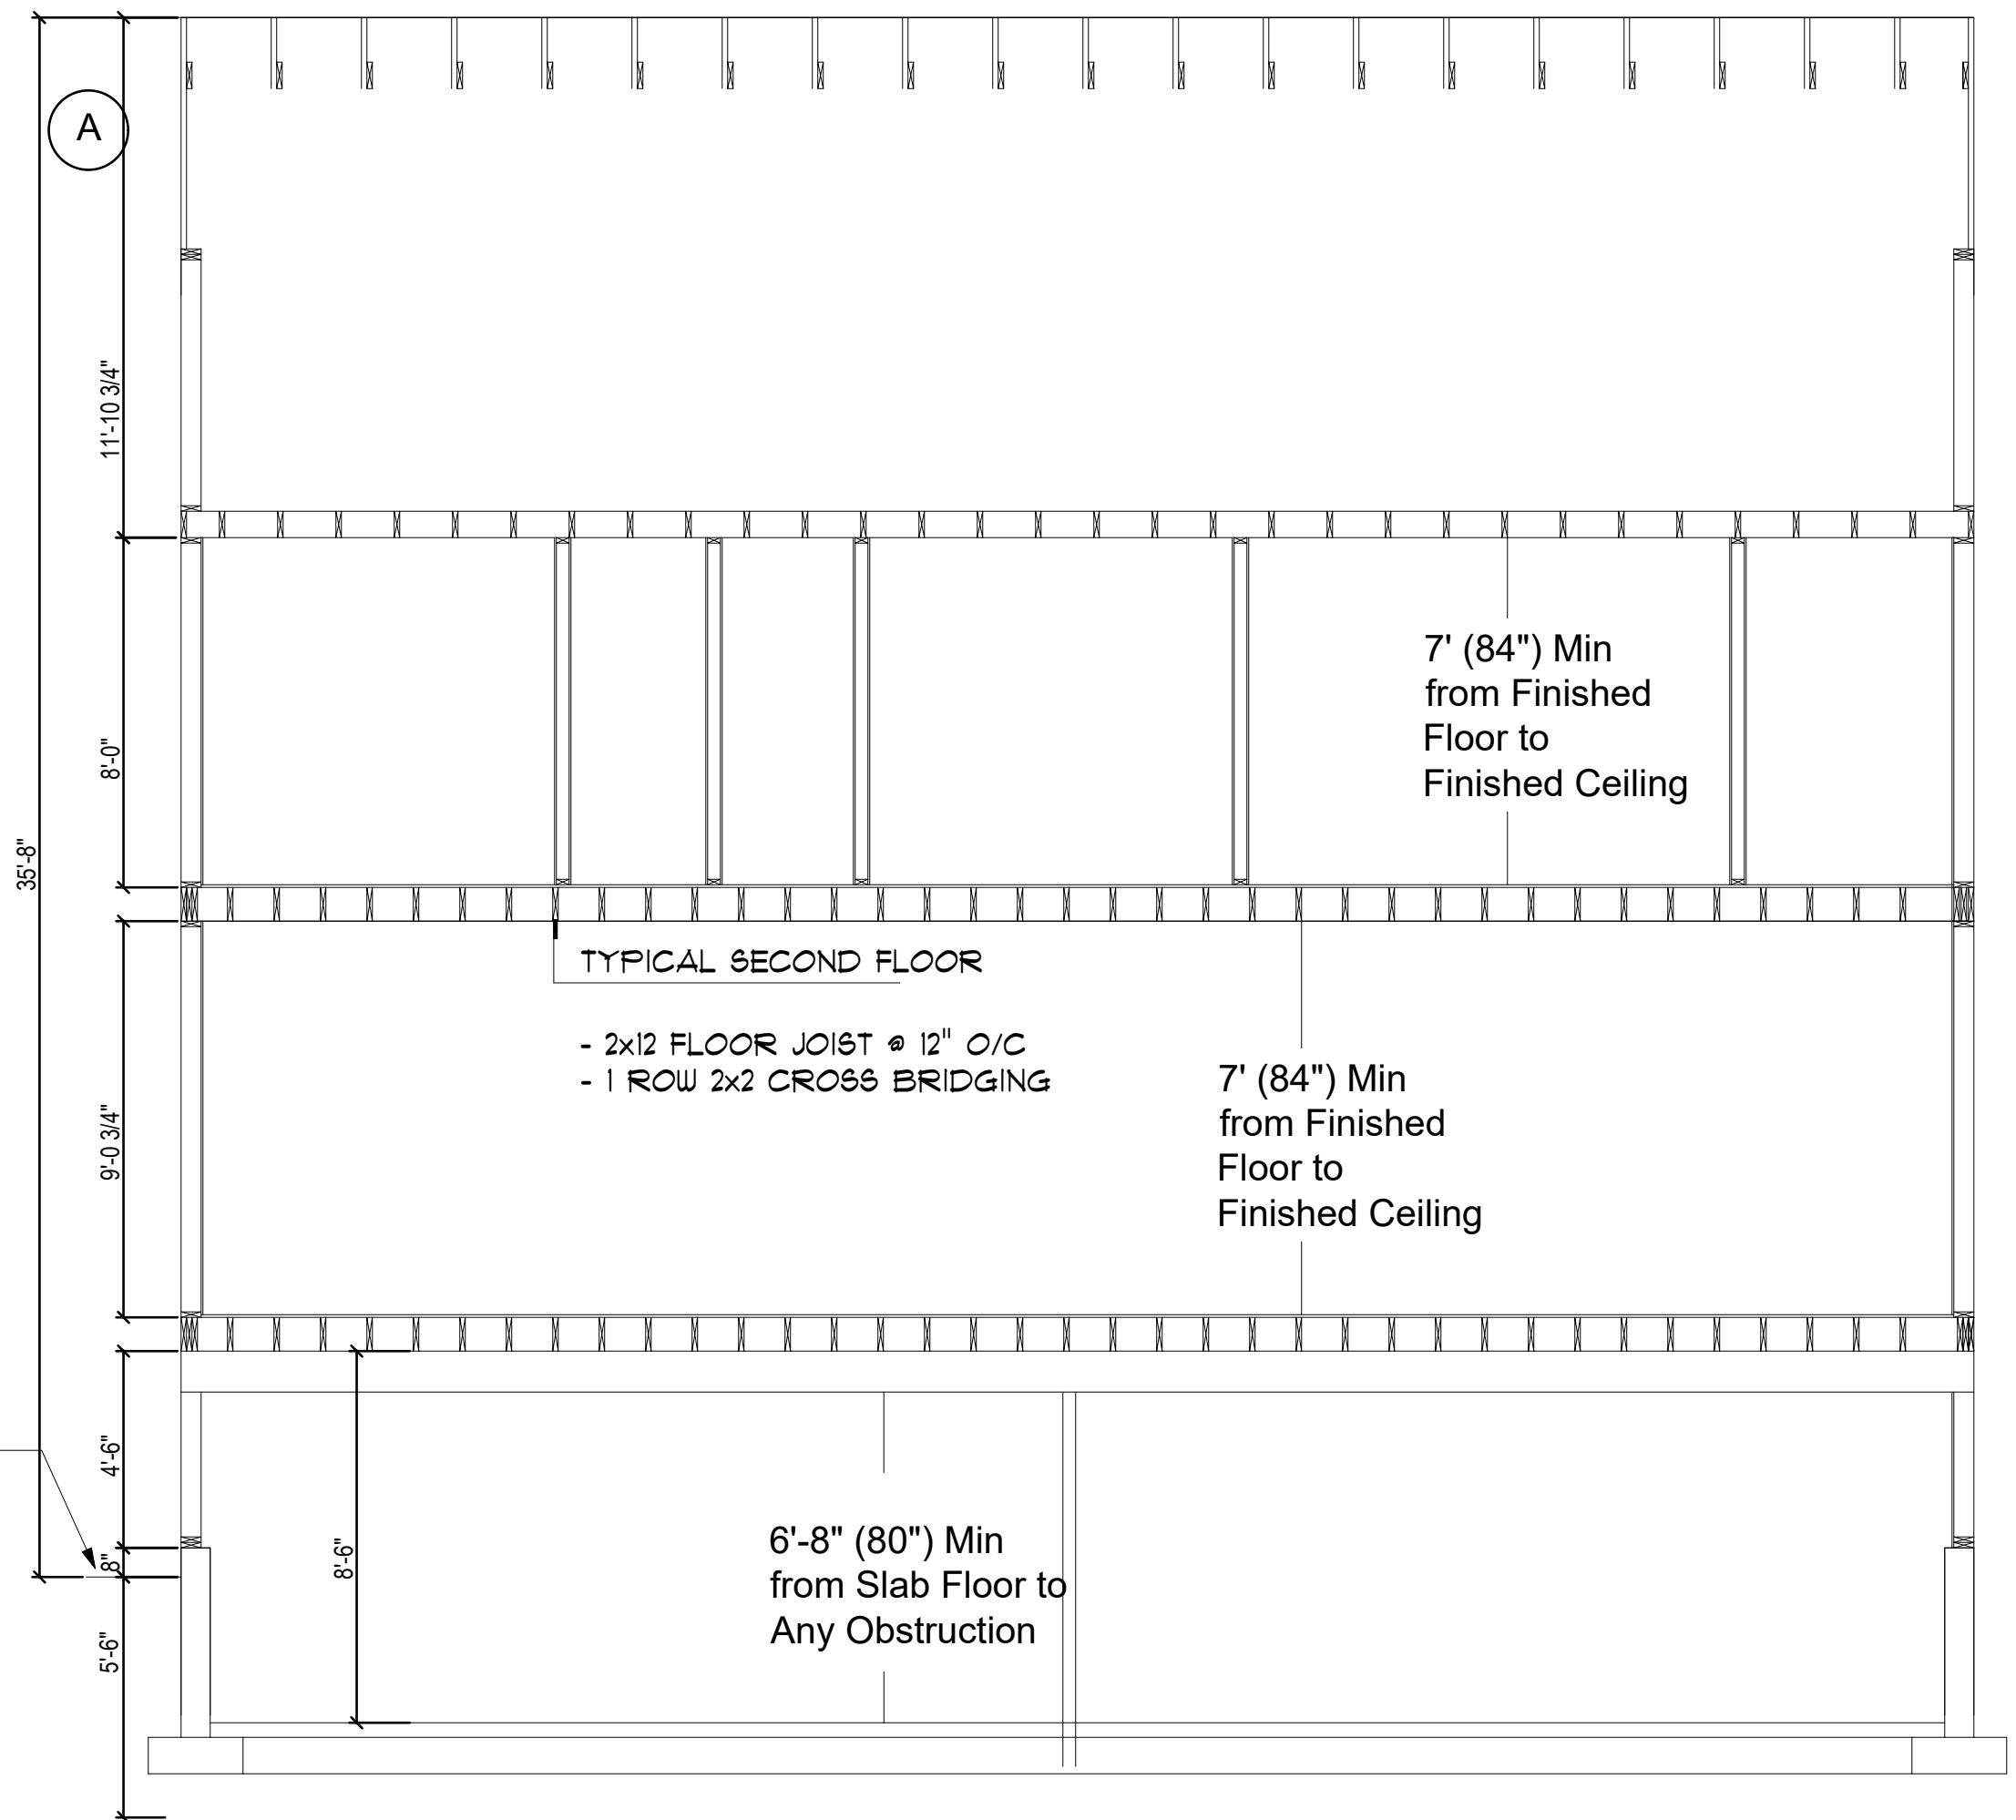 A
11'-10 3/4"
8'-0"
7' (84") Min
from Finished
Floor to
Finished Ceiling
35'-8"
TYPICAL SECOND FLOOR
- 2x12 FLOOR JOIST @ 12" O/C
- 1 ROW 2x2 CROSS BRIDGING
9'-0 3/4"
7' (84") Min
from Finished
Floor to
Finished Ceiling
4'-6"
8"
8'-6"
6'-8" (80") Min
from Slab Floor to
Any Obstruction
5'-6"